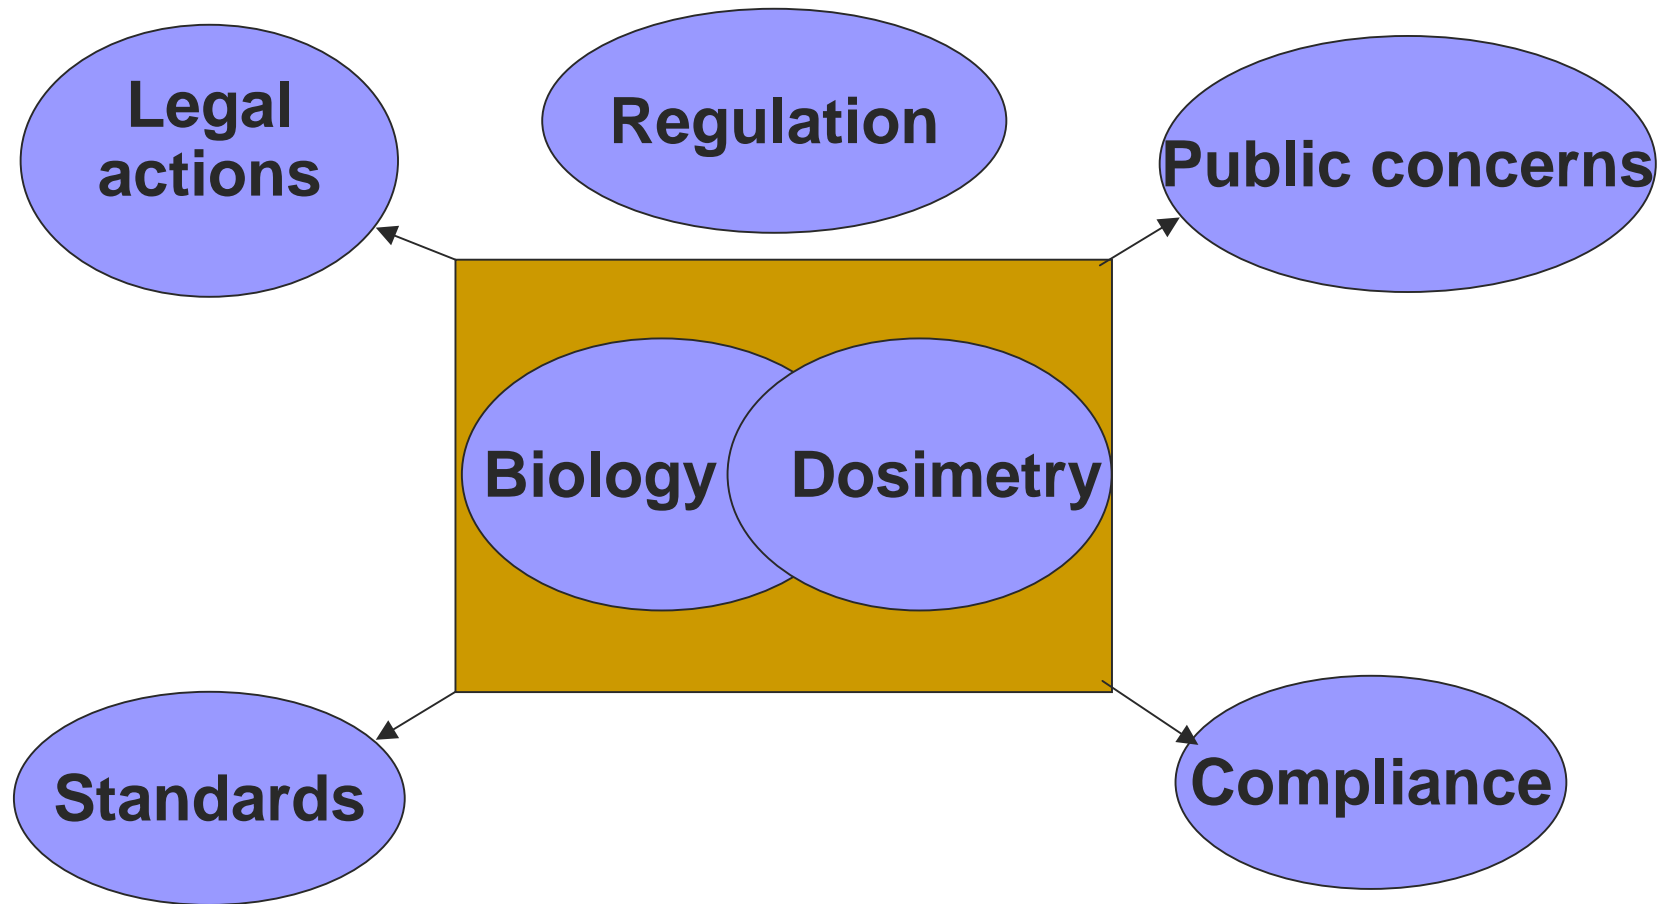 Legal
actions
Regulation
Public concerns
Biology
Dosimetry
Standards
Compliance